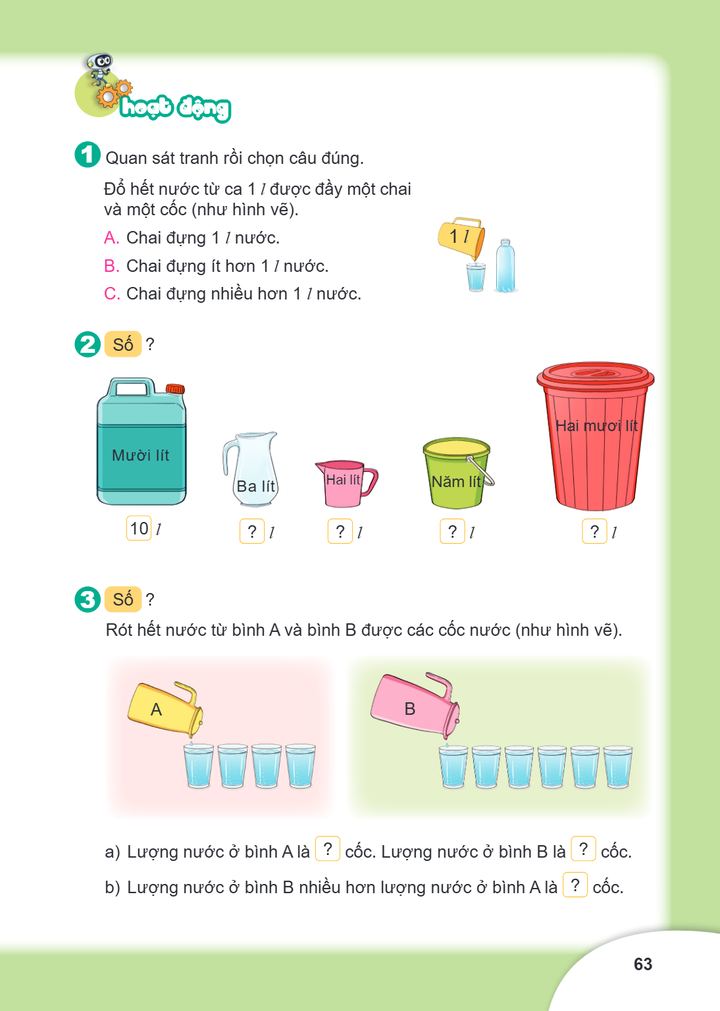 hoạt động
1 Quan sát tranh rồi chọn câu đúng.
Đổ hết nước từ ca 1 l được đầy một chai
và một cốc (như hình vẽ).
A. Chai đựng 1 l nước.
B. Chai đựng ít hơn 1 l nước.
C. Chai đựng nhiều hơn 1 l nước.
1 l
2 Số ?
Mười lít
Ba lít
Hai lít
Năm lít
Hai mươi lít
10 l ? l ? l ? l ? l
3 Số ?
Rót hết nước từ bình A và bình B được các cốc nước (như hình vẽ).
A B
a) Lượng nước ở bình A là ? cốc. Lượng nước ở bình B là ? cốc.
b) Lượng nước ở bình B nhiều hơn lượng nước ở bình A là ? cốc.
63